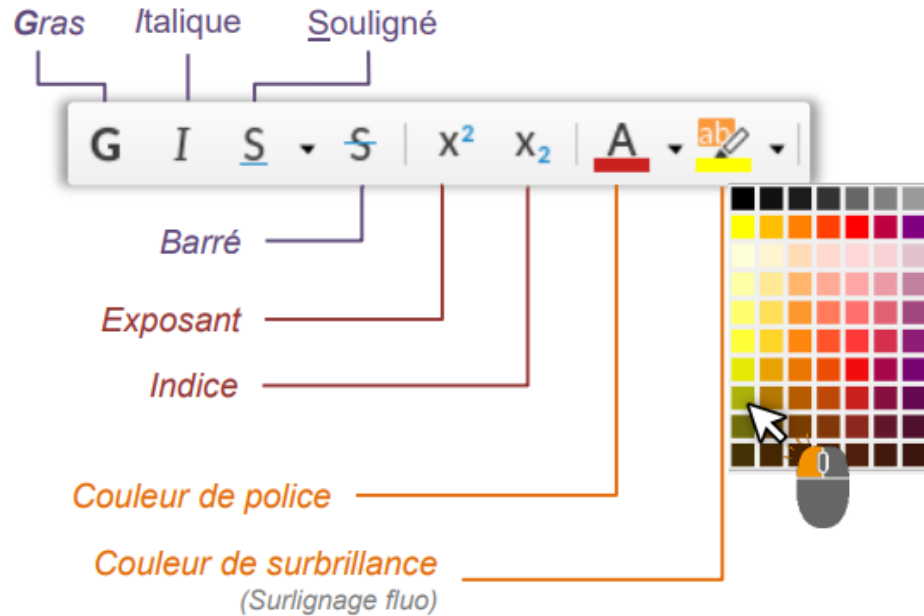 Gras Italique Souligné
G I S S x² x₂ A ab
Barré
Exposant
Indice
Couleur de police
Couleur de surbrillance
(Surlignage fluo)